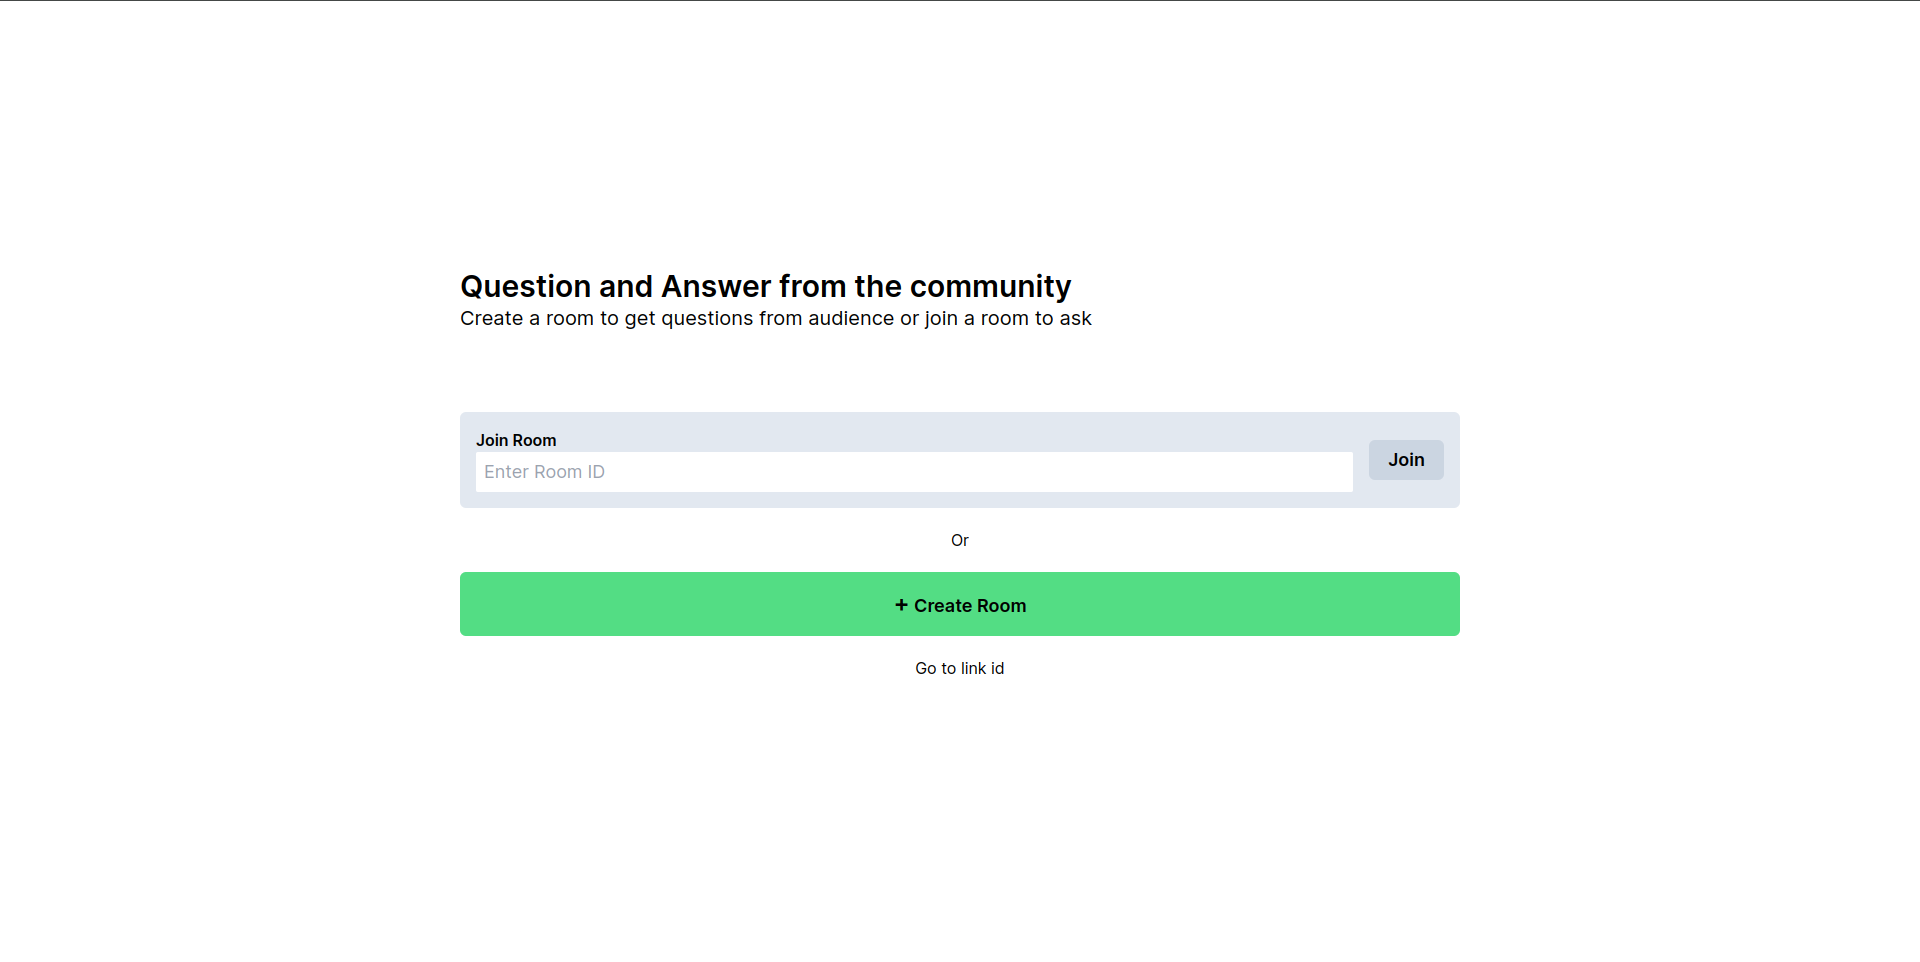 Question and Answer from the community
Create a room to get questions from audience or join a room to ask
Join Room
Enter Room ID
Join
Or
+ Create Room
Go to link id